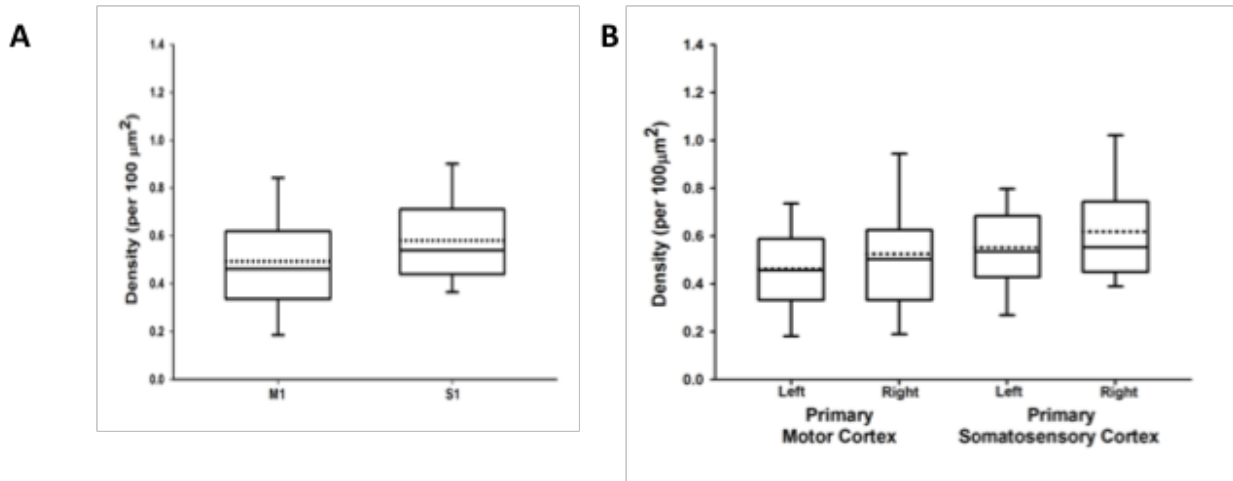 A
Density (per 100 µm²)
1.4
1.2
1.0
0.8
0.6
0.4
0.2
0.0
M1
S1
B
Density (per 100µm²)
1.4
1.2
1.0
0.8
0.6
0.4
0.2
0.0
Left
Right
Left
Right
Primary
Motor Cortex
Primary
Somatosensory Cortex